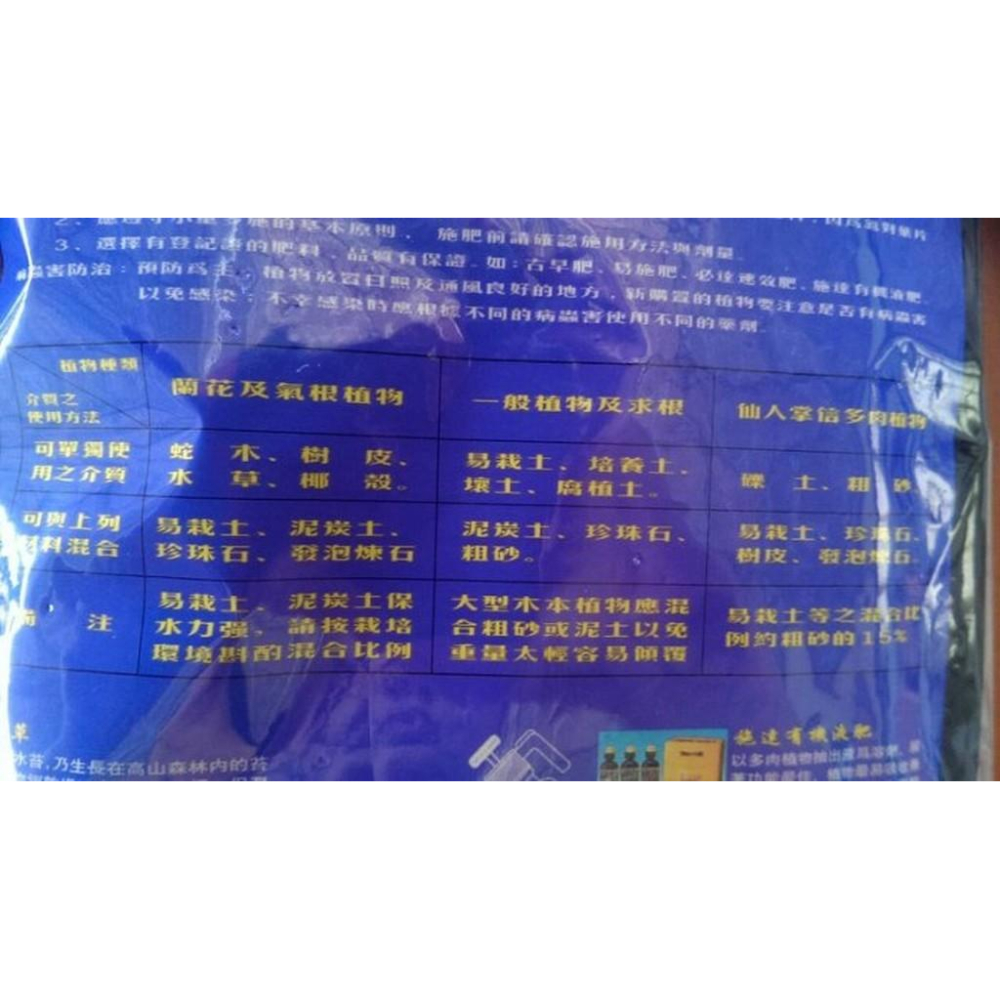 施肥前請確認施用方法與劑量。
3、選擇有登記證的肥料 品質有保證。如：古早肥、易施肥、必達速效肥、施達有機液肥
害防治：預防爲主，植物放置日照及通風良好的地方，新購置的植物要注意是否有病蟲害
以免感染；不幸感染時應根據不同的病蟲害使用不同的藥劑。
植物種類
介質之
使用方法
蘭花及氣根植物
一般植物及求根
仙人掌信多肉植物
可單獨使
用之介質
蛇木、樹皮、
水草、椰殼。
易栽土、培養土、
壤土、腐植土。
礫土、粗砂
可與上列
材料混合
易栽土、泥炭土、
珍珠石、發泡煉石
泥炭土、珍珠石、
粗砂。
易栽土、珍珠石、
樹皮、發泡煉石
注
易栽土、泥炭土保
水力强，請按栽培
環境斟酌混合比例
大型木本植物應混
合粗砂或泥土以免
重量太輕容易傾覆
易栽土等之混合比
例約粗砂的15%
草
水苔，乃生長在高山森林内的苔
施達有機液肥
以多肉植物抽出液爲溶劑